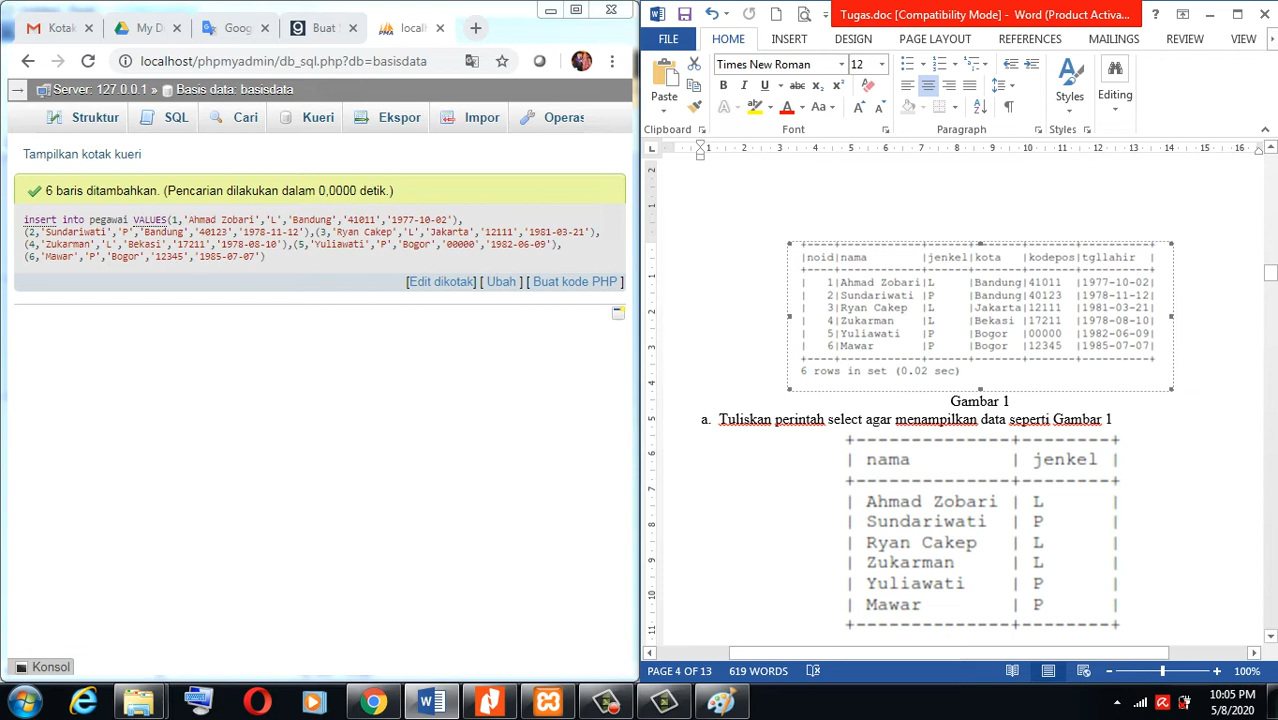 Kotak
My D
Goog
Buat
localh
localhost/phpmyadmin/db_sql.php?db=basisdata
Server: 127.0.0.1 » Basis data: basisdata
Struktur
SQL
Cari
Kueri
Ekspor
Impor
Operas
Tampilkan kotak kueri
6 baris ditambahkan. (Pencarian dilakukan dalam 0,0000 detik.)
insert into pegawai VALUES(1,'Ahmad Zobari','L','Bandung','41011','1977-10-02'),
(2,'Sundariwati','P','Bandung','40123','1978-11-12'),(3,'Ryan Cakep','L','Jakarta','12111','1981-03-21'),
(4,'Zukarman','L','Bekasi','17211','1978-08-10'),(5,'Yuliawati','P','Bogor','00000','1982-06-09'),
(6,'Mawar','P','Bogor','12345','1985-07-07')
[Edit dikotak] [ Ubah ] [ Buat kode PHP ]
Konsol
Tugas.doc [Compatibility Mode] - Word (Product Activa...
FILE
HOME
INSERT
DESIGN
PAGE LAYOUT
REFERENCES
MAILINGS
REVIEW
VIEW
Times New Roman
12
Paste
Styles
Editing
Clipboard
Font
Paragraph
Styles
|noid|nama |jenkel|kota |kodepos|tgllahir |
| 1|Ahmad Zobari|L |Bandung|41011 |1977-10-02|
| 2|Sundariwati |P |Bandung|40123 |1978-11-12|
| 3|Ryan Cakep |L |Jakarta|12111 |1981-03-21|
| 4|Zukarman |L |Bekasi |17211 |1978-08-10|
| 5|Yuliawati |P |Bogor |00000 |1982-06-09|
| 6|Mawar |P |Bogor |12345 |1985-07-07|
6 rows in set (0.02 sec)
Gambar 1
a. Tuliskan perintah select agar menampilkan data seperti Gambar 1
| nama | jenkel |
| Ahmad Zobari | L |
| Sundariwati | P |
| Ryan Cakep | L |
| Zukarman | L |
| Yuliawati | P |
| Mawar | P |
PAGE 4 OF 13
619 WORDS
100%
10:05 PM
5/8/2020